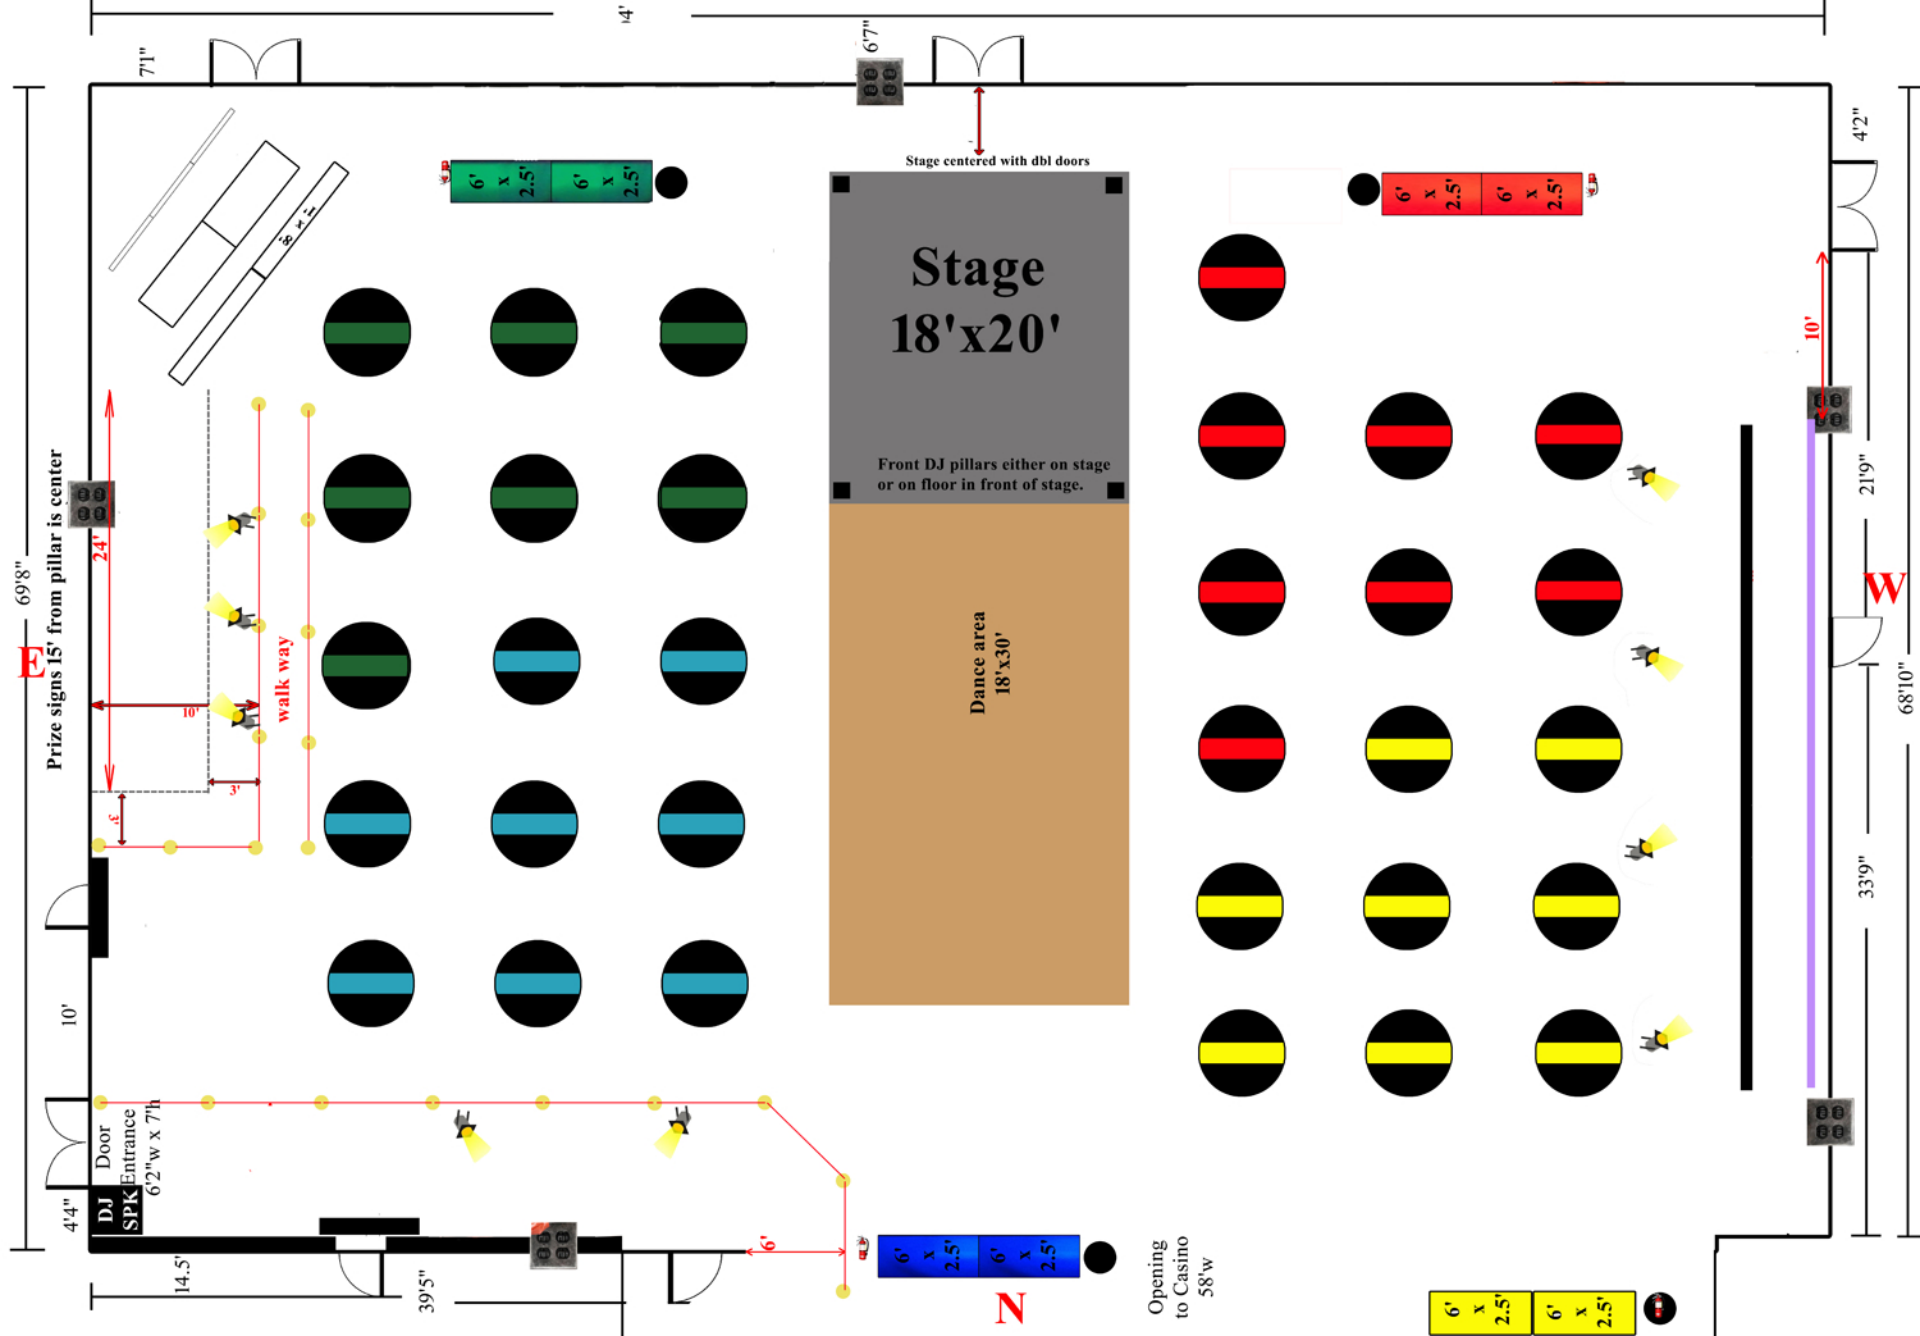 7'1"
6'7"
4'2"
Stage centered with dbl doors
6'
x
2.5'
6'
x
2.5'
6'
x
2.5'
6'
x
2.5'
8' x 1'
Stage
18'x20'
10'
Front DJ pillars either on stage
or on floor in front of stage.
Prize signs 15' from pillar is center
24'
69'8"
E
21'9"
W
68'10"
walk way
10'
3'
3'
Dance area
18'x30'
33'9"
10'
Door
Entrance
6'2"w x 7'h
DJ
SPK
4'4"
14.5'
39'5"
6'
6'
x
2.5'
6'
x
2.5'
N
Opening
to Casino
58'w
6'
x
2.5'
6'
x
2.5'